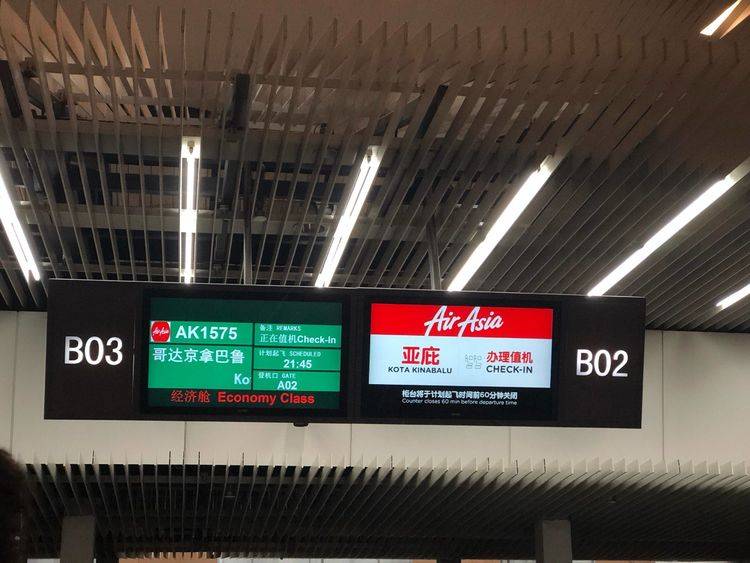 B03
AirAsia AK1575
备注 REMARKS
正在值机Check-In
哥达京拿巴鲁
Ko
计划起飞 SCHEDULED
21:45
登机口 GATE
A02
经济舱 Economy Class
AirAsia
亚庇
KOTA KINABALU
办理值机
CHECK-IN
柜台将于计划起飞时间前60分钟关闭
Counter closes 60 min before departure time
B02